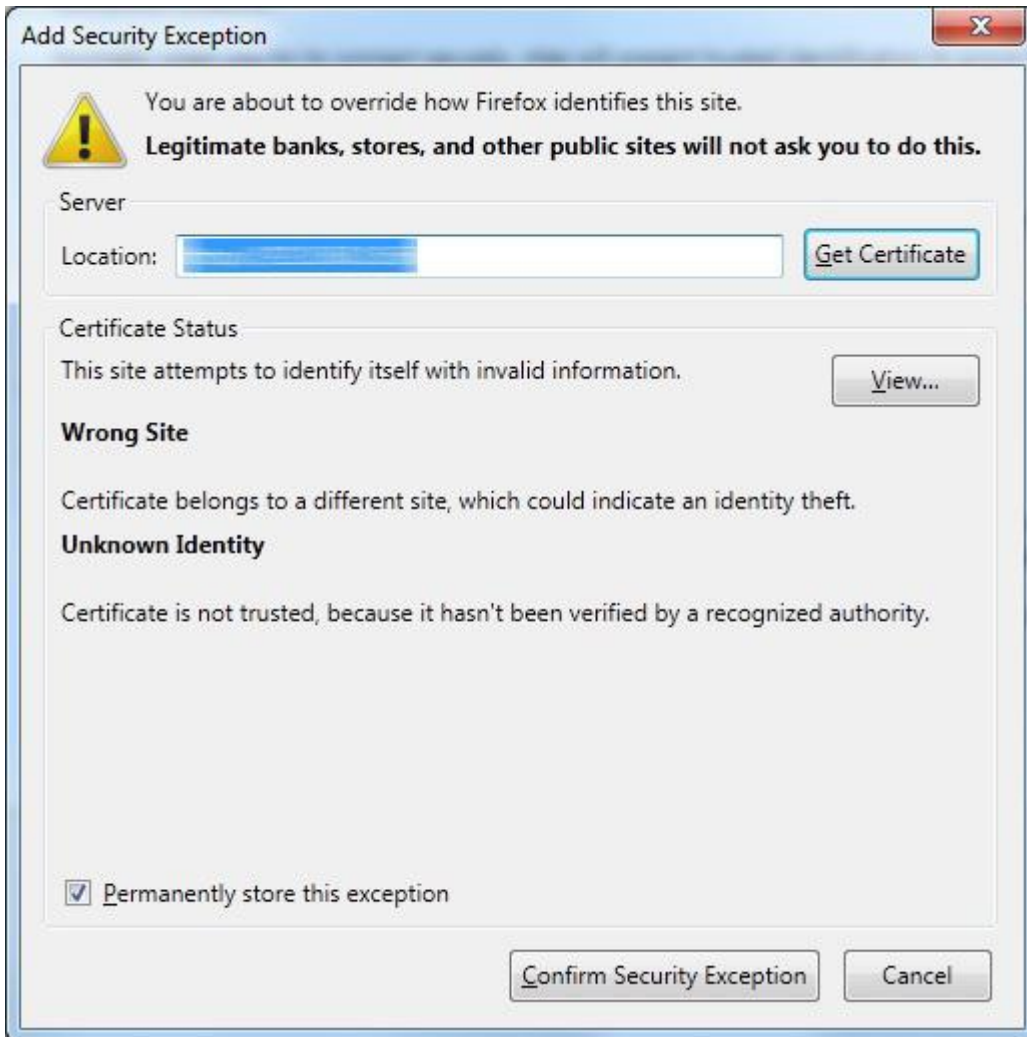 Add Security Exception
You are about to override how Firefox identifies this site.
Legitimate banks, stores, and other public sites will not ask you to do this.
Server
Location:
Get Certificate
Certificate Status
This site attempts to identify itself with invalid information.
View...
Wrong Site
Certificate belongs to a different site, which could indicate an identity theft.
Unknown Identity
Certificate is not trusted, because it hasn't been verified by a recognized authority.
Permanently store this exception
Confirm Security Exception
Cancel